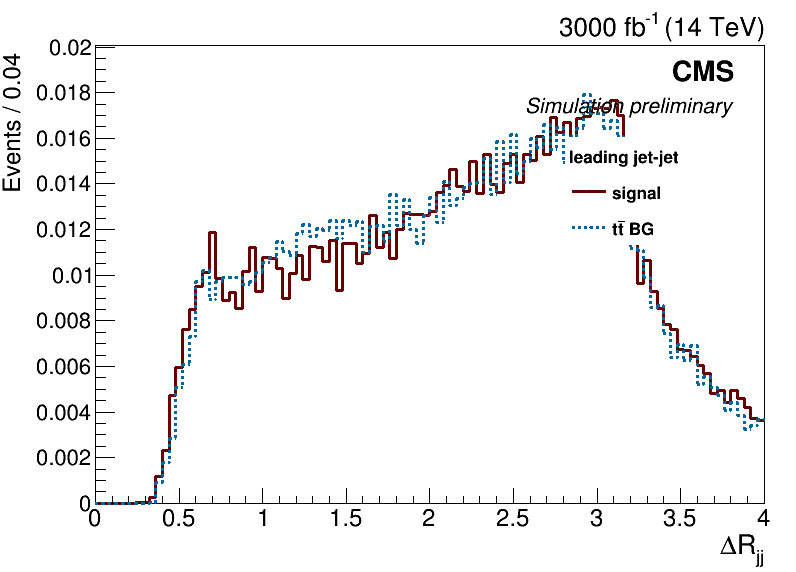 3000 fb⁻¹ (14 TeV)
Events / 0.04
CMS
Simulation preliminary
leading jet-jet
signal
tt̄ BG
0.02
0.018
0.016
0.014
0.012
0.01
0.008
0.006
0.004
0.002
0
0 0.5 1 1.5 2 2.5 3 3.5 4
ΔRjj